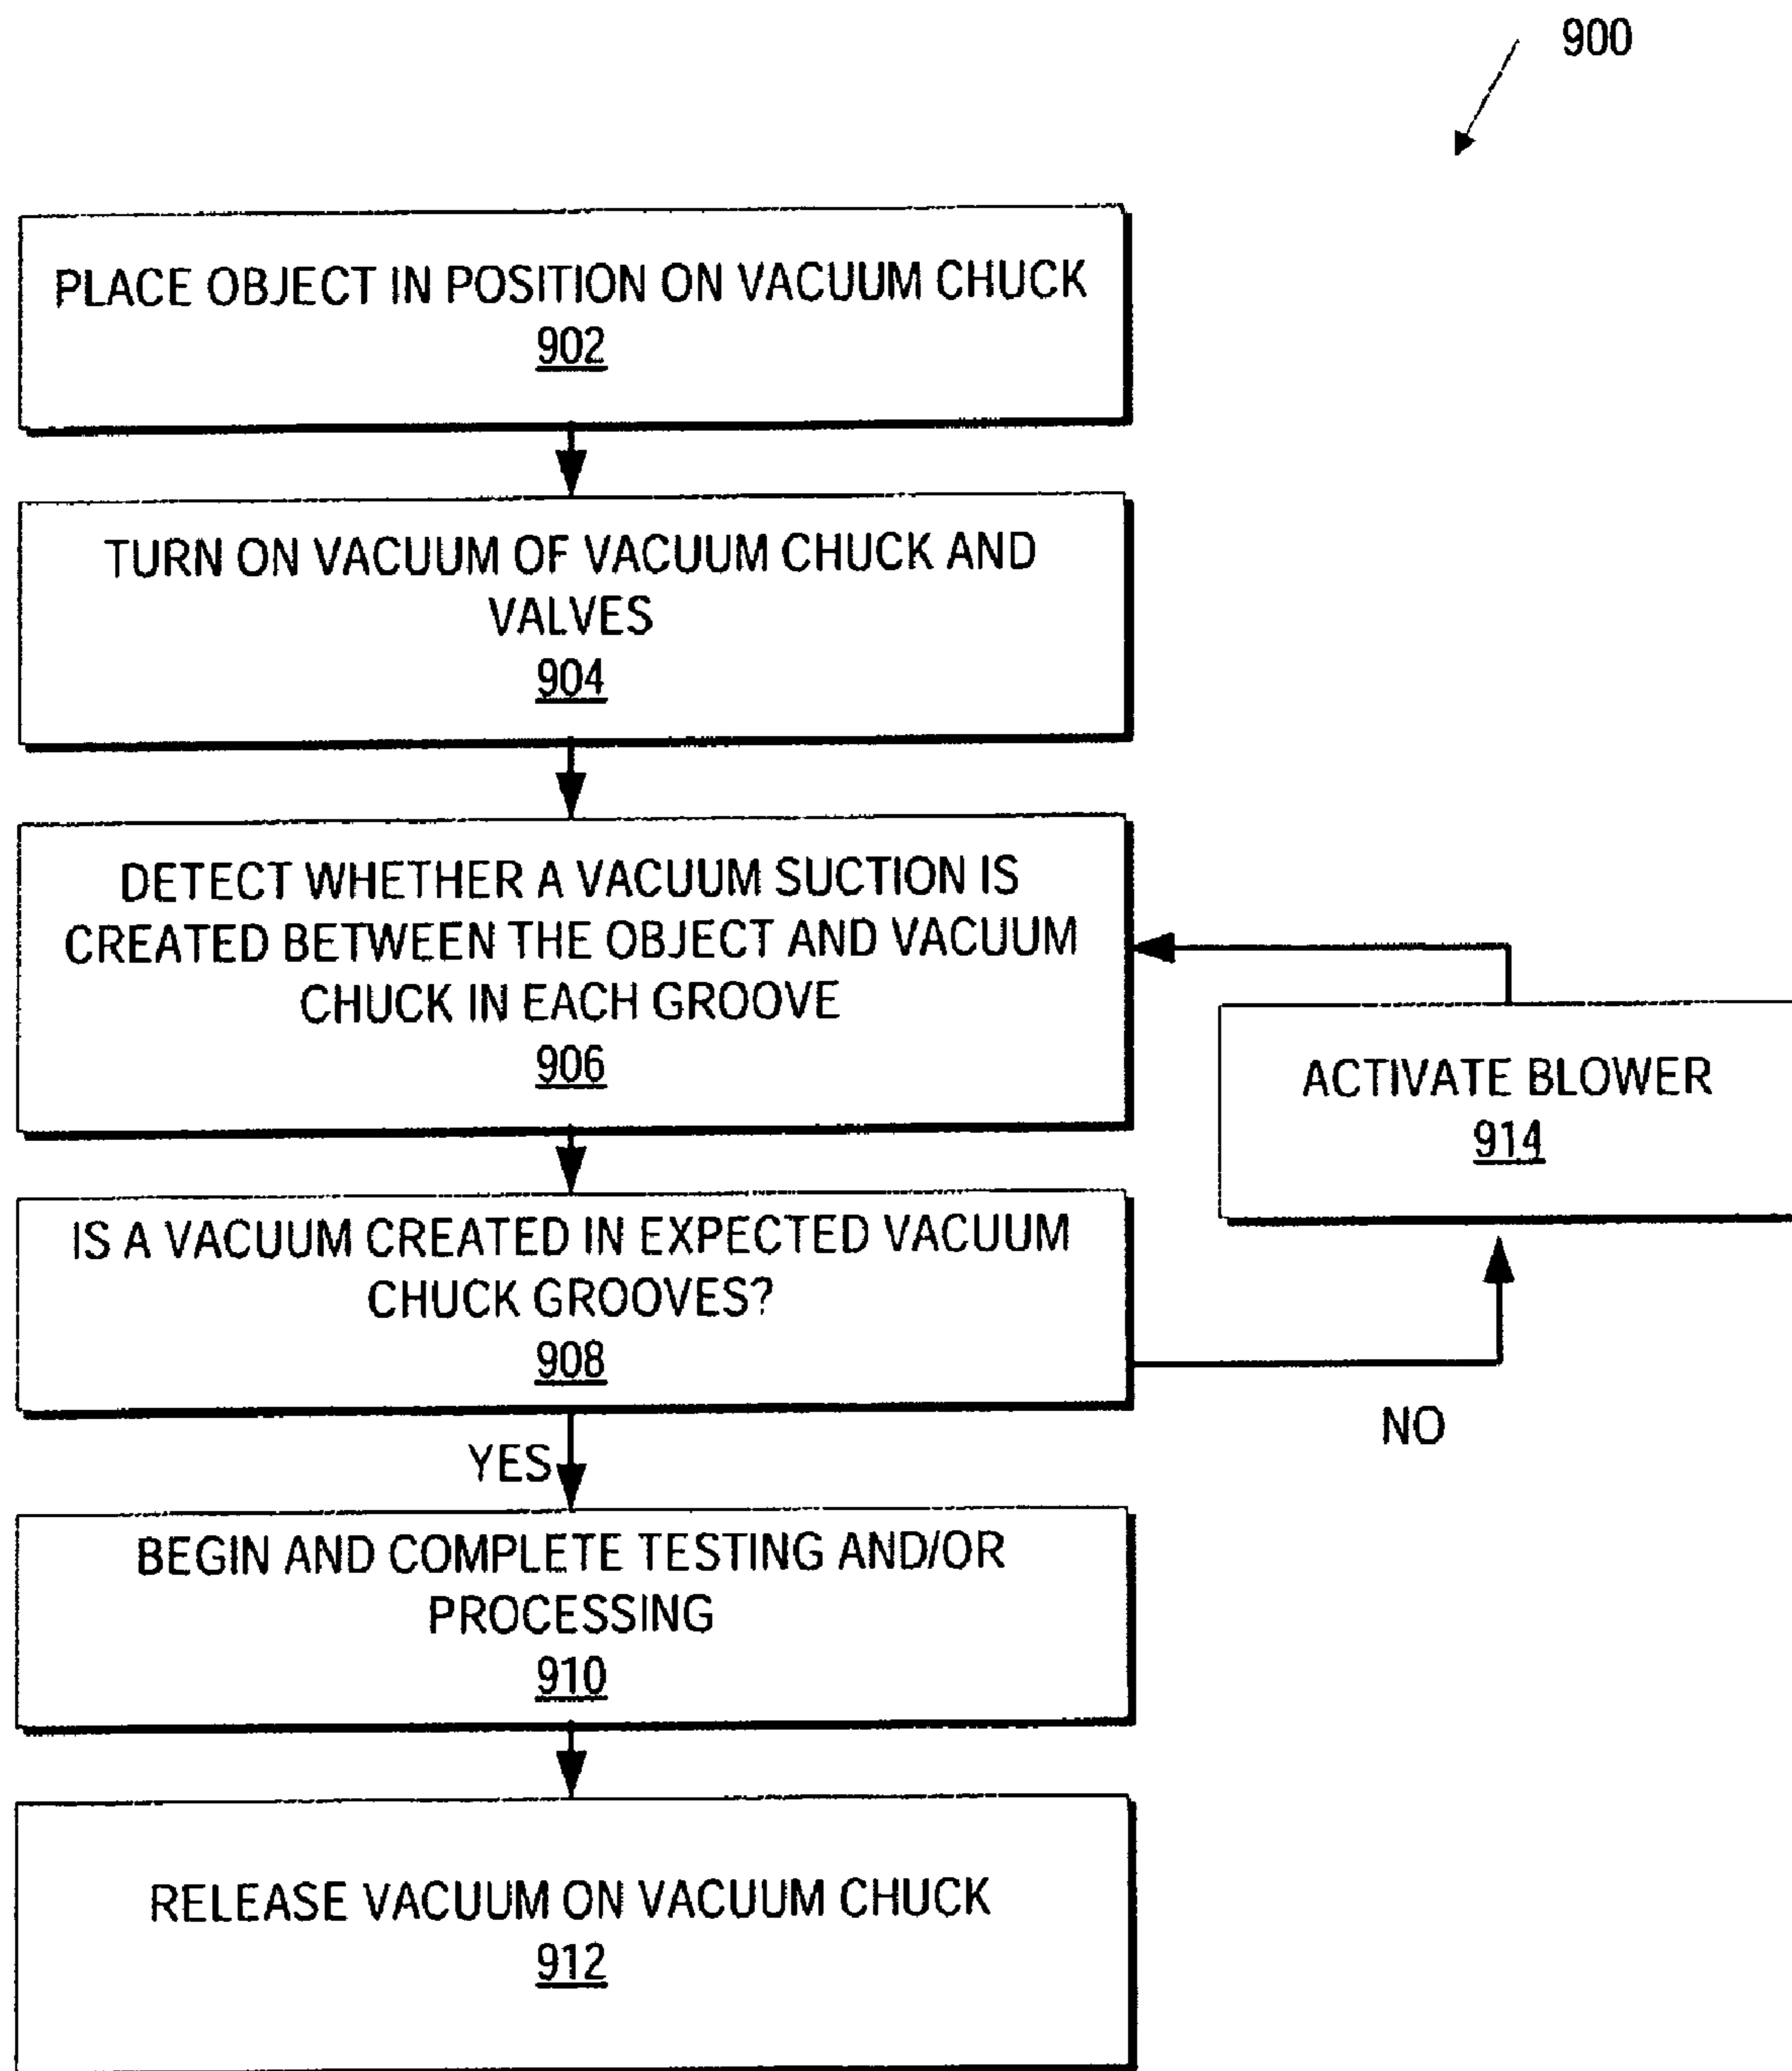 900
PLACE OBJECT IN POSITION ON VACUUM CHUCK
902
TURN ON VACUUM OF VACUUM CHUCK AND
VALVES
904
DETECT WHETHER A VACUUM SUCTION IS
CREATED BETWEEN THE OBJECT AND VACUUM
CHUCK IN EACH GROOVE
906
ACTIVATE BLOWER
914
IS A VACUUM CREATED IN EXPECTED VACUUM
CHUCK GROOVES?
908
NO
YES
BEGIN AND COMPLETE TESTING AND/OR
PROCESSING
910
RELEASE VACUUM ON VACUUM CHUCK
912